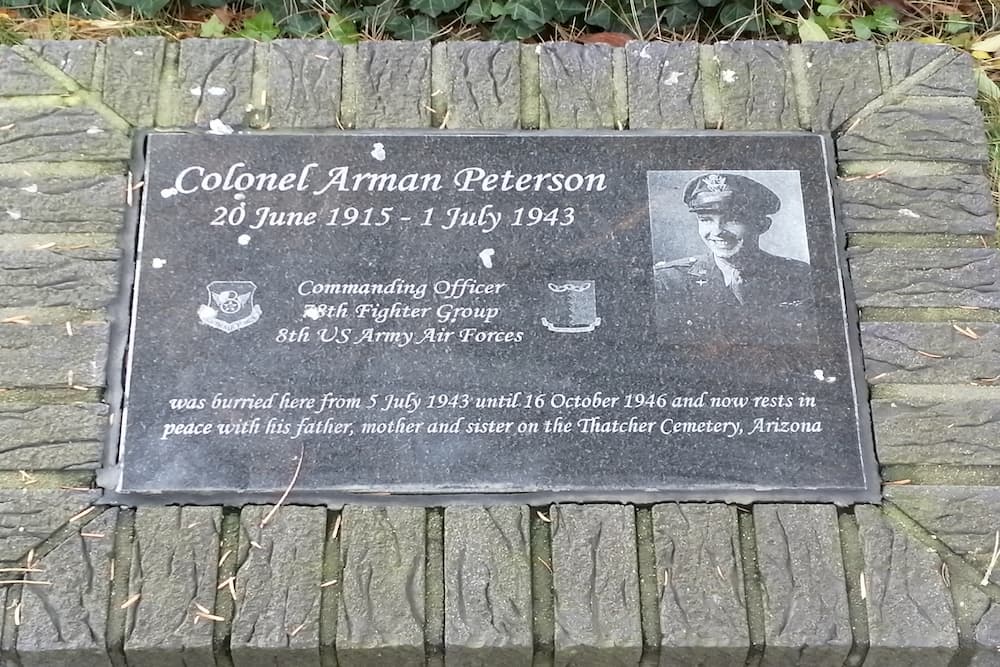 Colonel Arman Peterson
20 June 1915 - 1 July 1943
Commanding Officer
78th Fighter Group
8th US Army Air Forces
was burried here from 5 July 1943 until 16 October 1946 and now rests in
peace with his father, mother and sister on the Thatcher Cemetery, Arizona